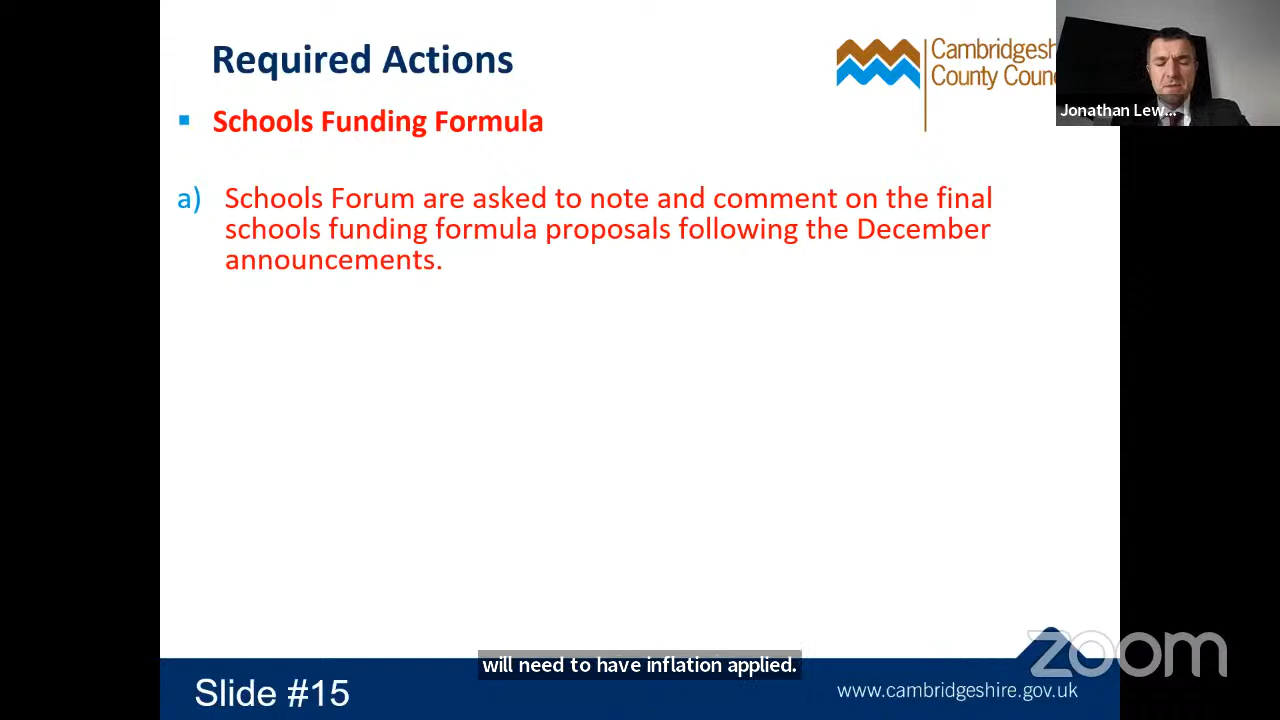 Required Actions
Cambridgeshi
County Counc
Jonathan Lew...
Schools Funding Formula
a) Schools Forum are asked to note and comment on the final
schools funding formula proposals following the December
announcements.
will need to have inflation applied.
zoom
Slide #15
www.cambridgeshire.gov.uk